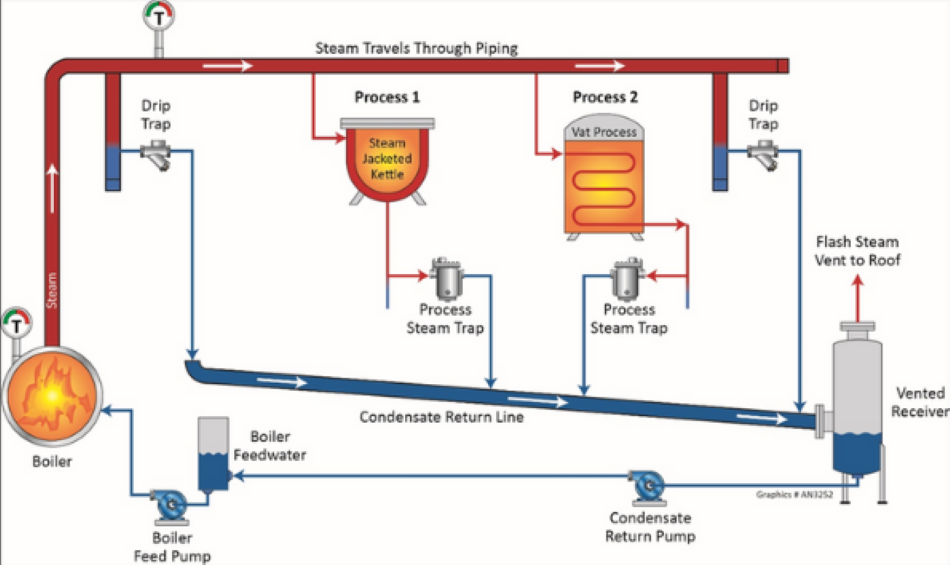 T
Steam Travels Through Piping
Drip
Trap
Process 1
Steam
Jacketed
Kettle
Process 2
Vat Process
Drip
Trap
Flash Steam
Vent to Roof
Steam
T
Process
Steam Trap
Process
Steam Trap
Vented
Receiver
Condensate Return Line
Boiler
Boiler
Feedwater
Graphics # AN3252
Condensate
Return Pump
Boiler
Feed Pump